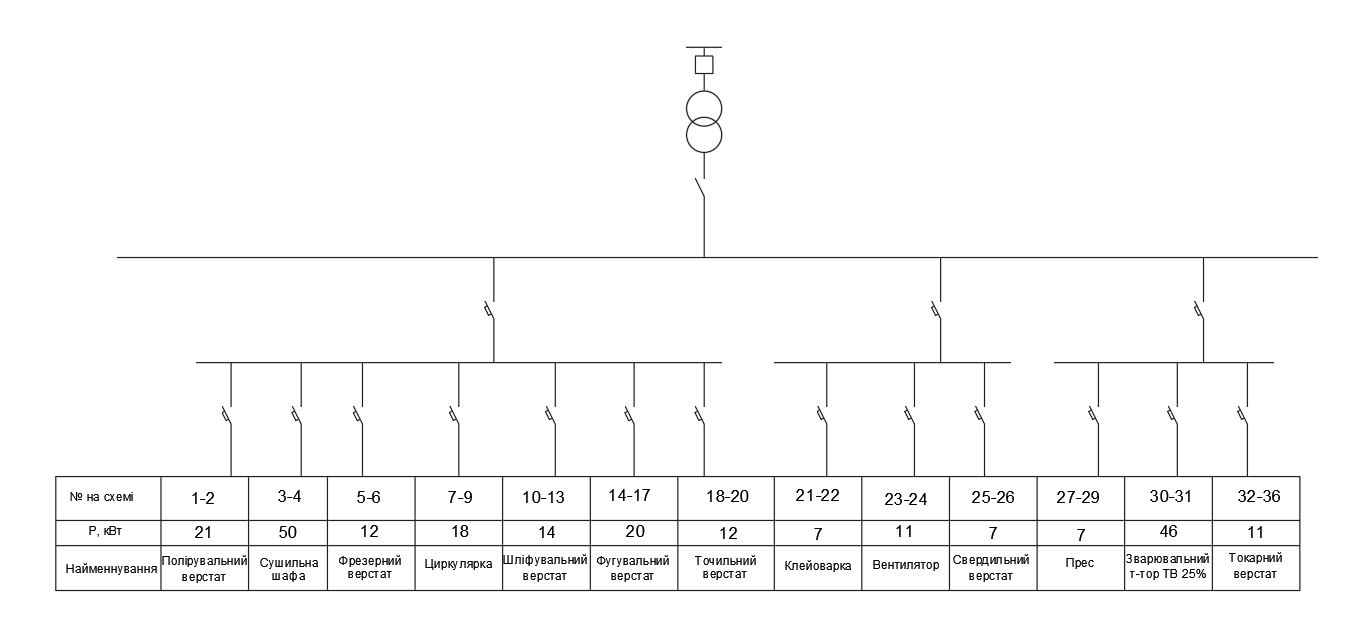 № на схемі 1-2 3-4 5-6 7-9 10-13 14-17 18-20 21-22 23-24 25-26 27-29 30-31 32-36
Р, кВт 21 50 12 18 14 20 12 7 11 7 7 46 11
Найменнування Полірувальний верстат Сушильна шафа Фрезерний верстат Циркулярка Шліфувальний верстат Фугувальний верстат Точильний верстат Клейоварка Вентилятор Свердильний верстат Прес Зварювальний т-тор ТВ 25% Токарний верстат